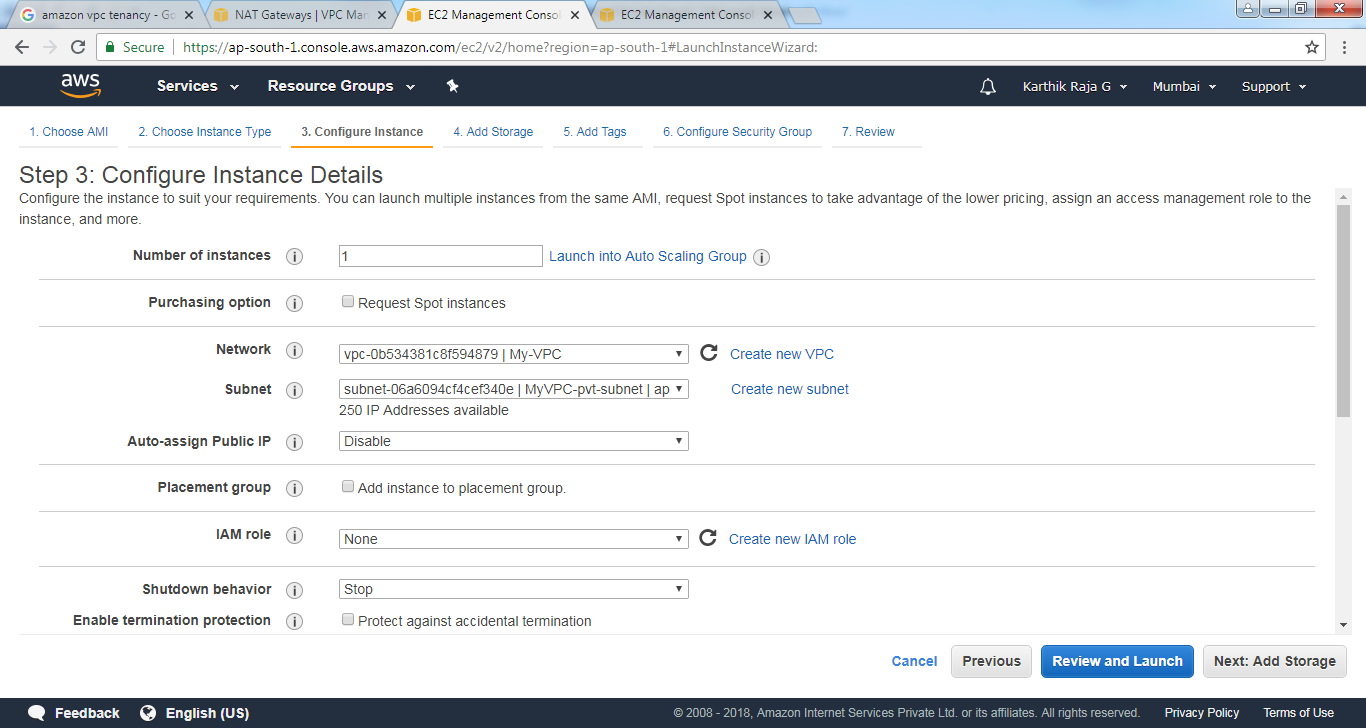 amazon vpc tenancy - Go
NAT Gateways | VPC Man
EC2 Management Consol
EC2 Management Consol
Secure
https://ap-south-1.console.aws.amazon.com/ec2/v2/home?region=ap-south-1#LaunchInstanceWizard:
aws
Services
Resource Groups
Karthik Raja G
Mumbai
Support
1. Choose AMI
2. Choose Instance Type
3. Configure Instance
4. Add Storage
5. Add Tags
6. Configure Security Group
7. Review
Step 3: Configure Instance Details
Configure the instance to suit your requirements. You can launch multiple instances from the same AMI, request Spot instances to take advantage of the lower pricing, assign an access management role to the
instance, and more.
Number of instances
1
Launch into Auto Scaling Group
Purchasing option
Request Spot instances
Network
vpc-0b534381c8f594879 | My-VPC
Create new VPC
Subnet
subnet-06a6094cf4cef340e | MyVPC-pvt-subnet | ap
Create new subnet
250 IP Addresses available
Auto-assign Public IP
Disable
Placement group
Add instance to placement group.
IAM role
None
Create new IAM role
Shutdown behavior
Stop
Enable termination protection
Protect against accidental termination
Cancel
Previous
Review and Launch
Next: Add Storage
Feedback
English (US)
© 2008 - 2018, Amazon Internet Services Private Ltd. or its affiliates. All rights reserved.
Privacy Policy
Terms of Use